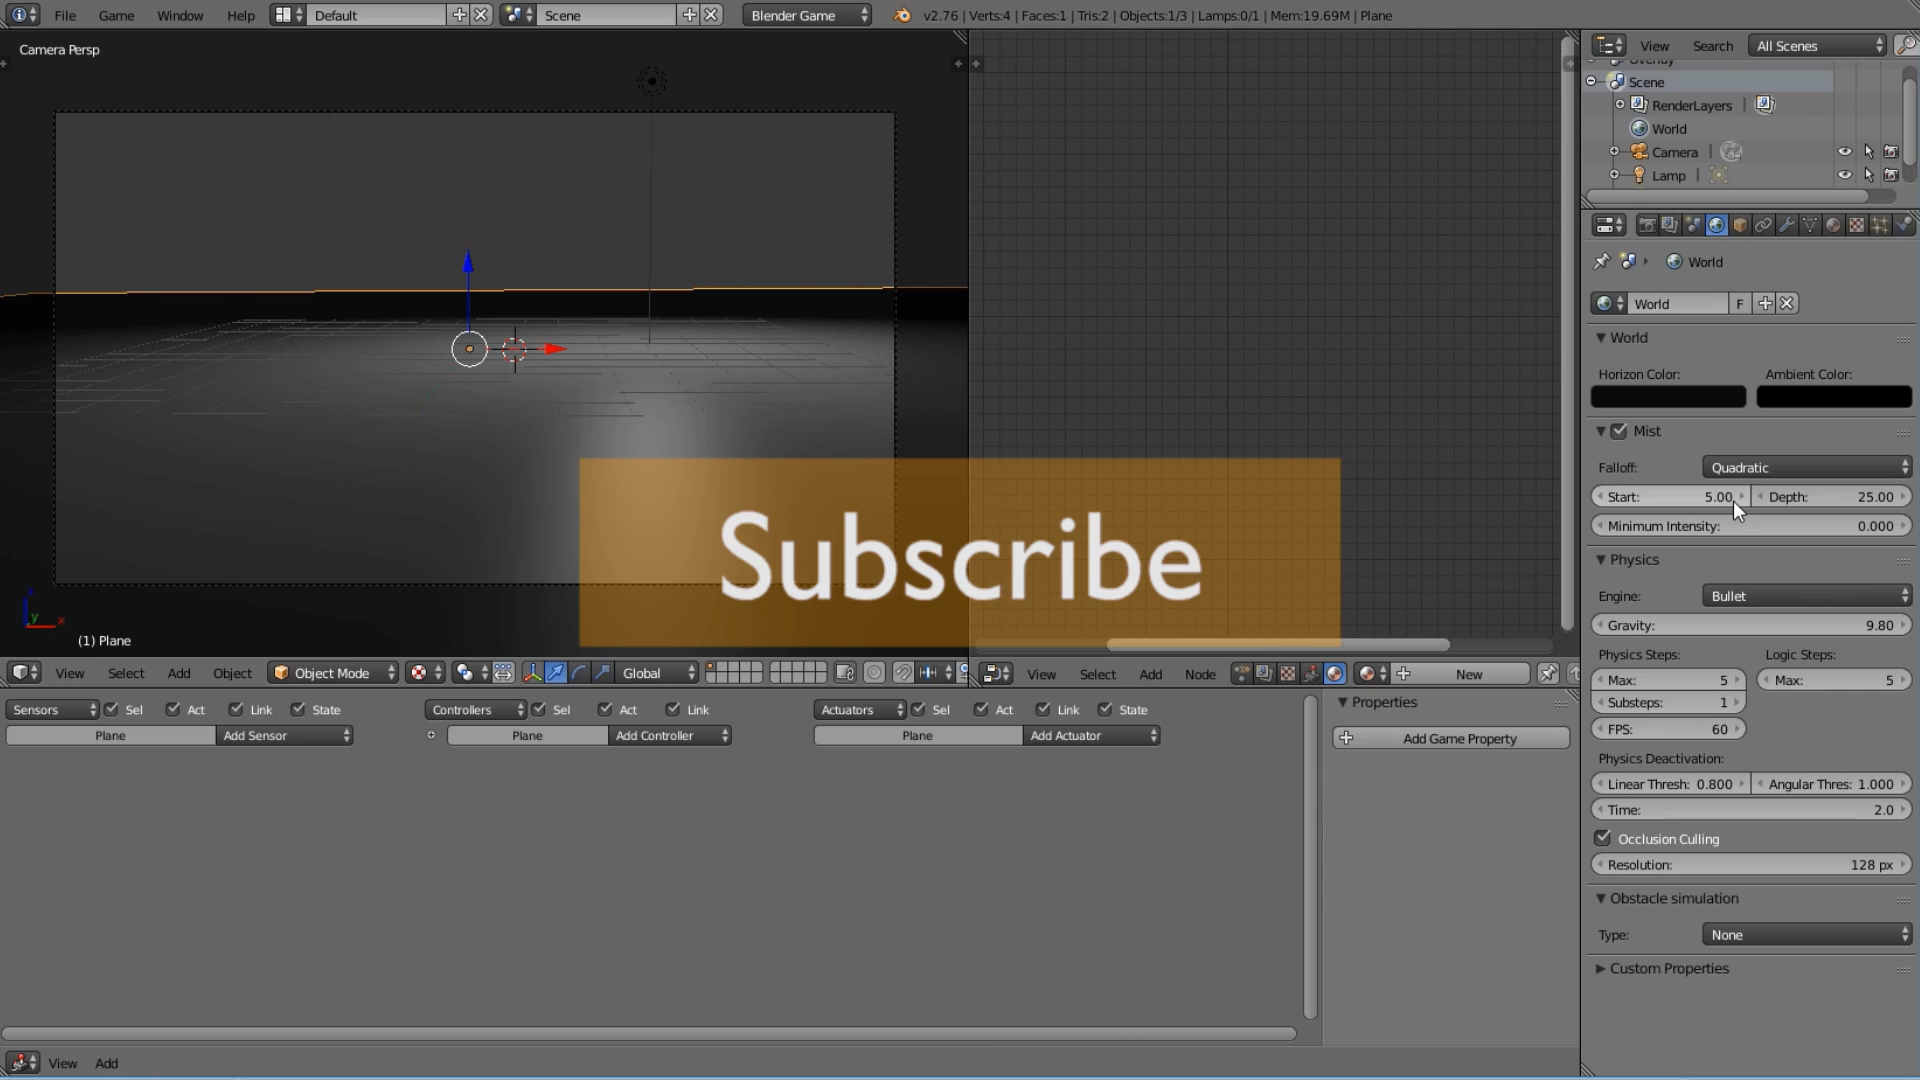 File Game Window Help Default Scene Blender Game v2.76 | Verts:4 | Faces:1 | Tris:2 | Objects:1/3 | Lamps:0/1 | Mem:19.69M | Plane
Camera Persp
View Search All Scenes
Overlay
Scene
RenderLayers
World
Camera
Lamp
World
World F
World
Horizon Color: Ambient Color:
Mist
Falloff: Quadratic
Start: 5.00 Depth: 25.00
Minimum Intensity: 0.000
Physics
Engine: Bullet
Gravity: 9.80
Physics Steps: Logic Steps:
Max: 5 Max: 5
Substeps: 1
FPS: 60
Physics Deactivation:
Linear Thresh: 0.800 Angular Thres: 1.000
Time: 2.0
Occlusion Culling
Resolution: 128 px
Obstacle simulation
Type: None
Custom Properties
Subscribe
z
y x
(1) Plane
View Select Add Object Object Mode Global
View Select Add Node New
Sensors Sel Act Link State Controllers Sel Act Link Actuators Sel Act Link State
Plane Add Sensor Plane Add Controller Plane Add Actuator
Properties
Add Game Property
View Add